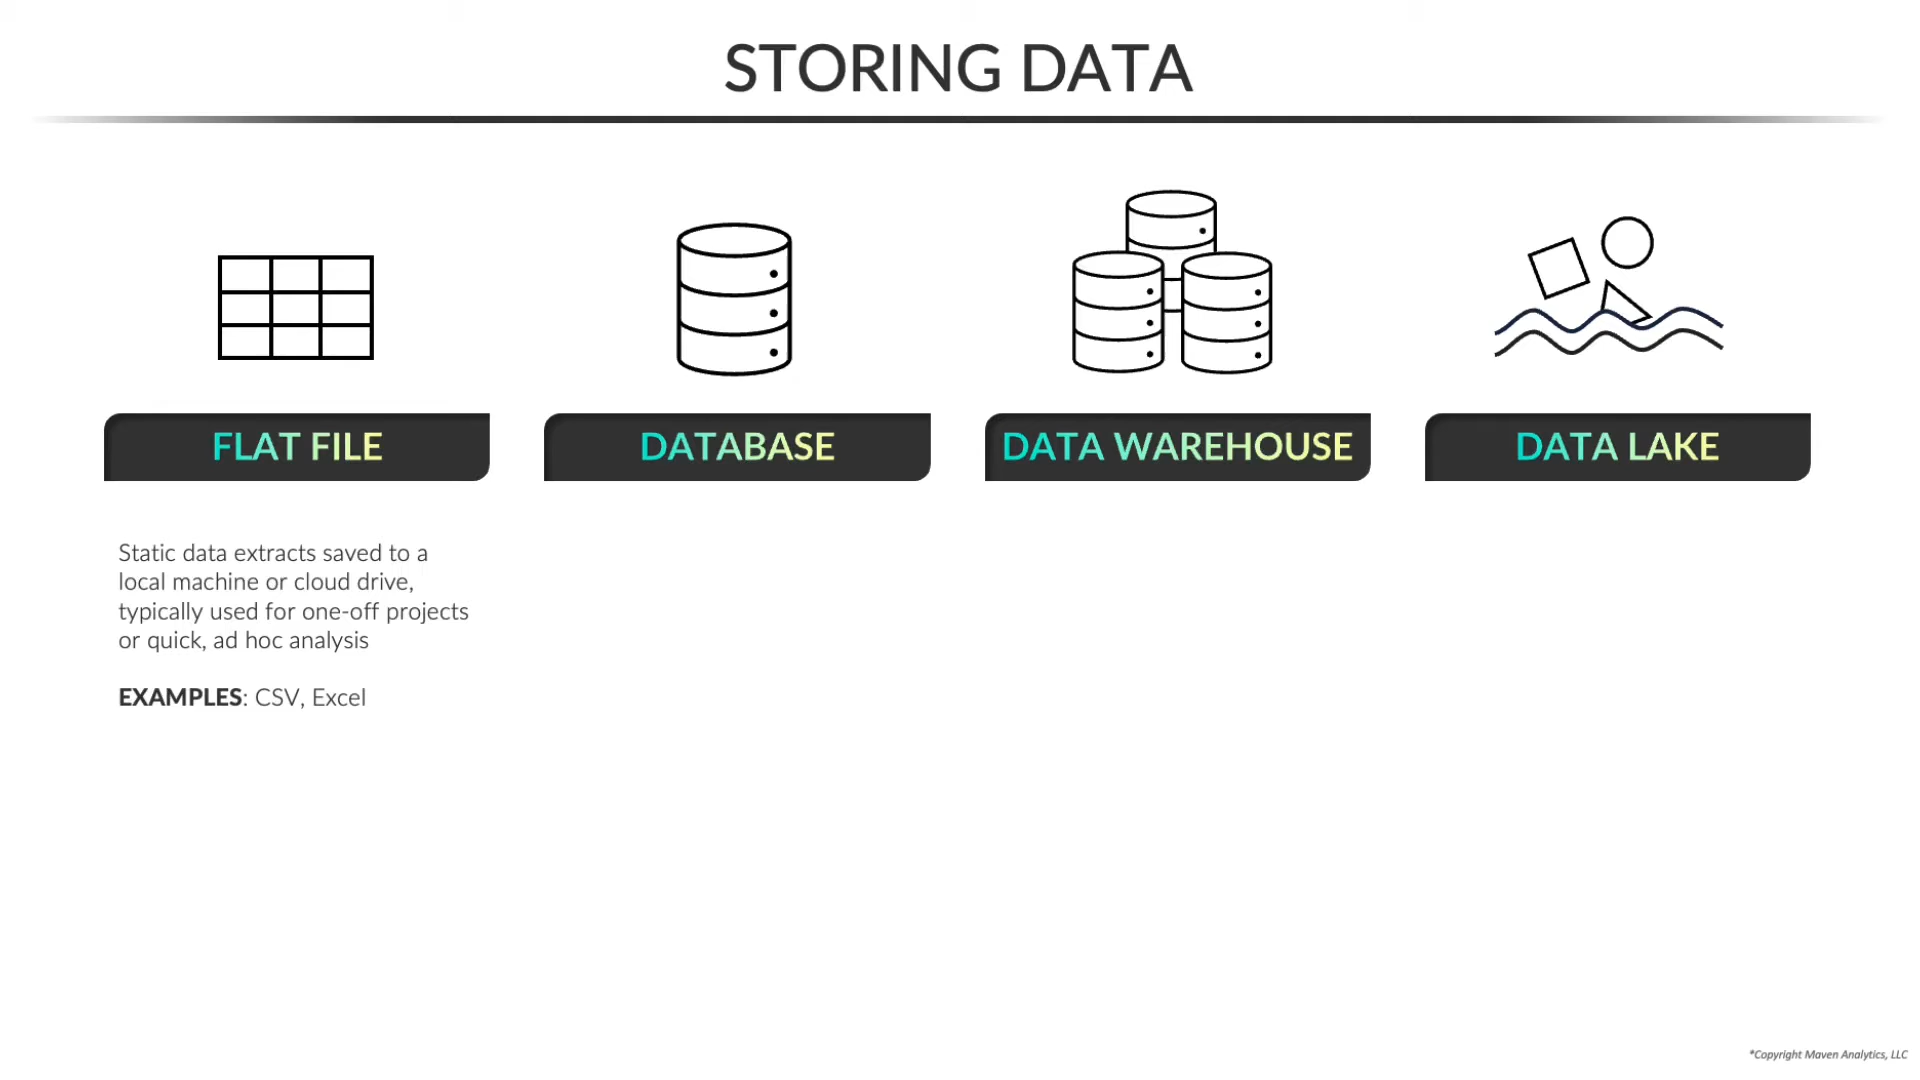 STORING DATA
FLAT FILE
DATABASE
DATA WAREHOUSE
DATA LAKE
Static data extracts saved to a
local machine or cloud drive,
typically used for one-off projects
or quick, ad hoc analysis
EXAMPLES: CSV, Excel
*Copyright Maven Analytics, LLC